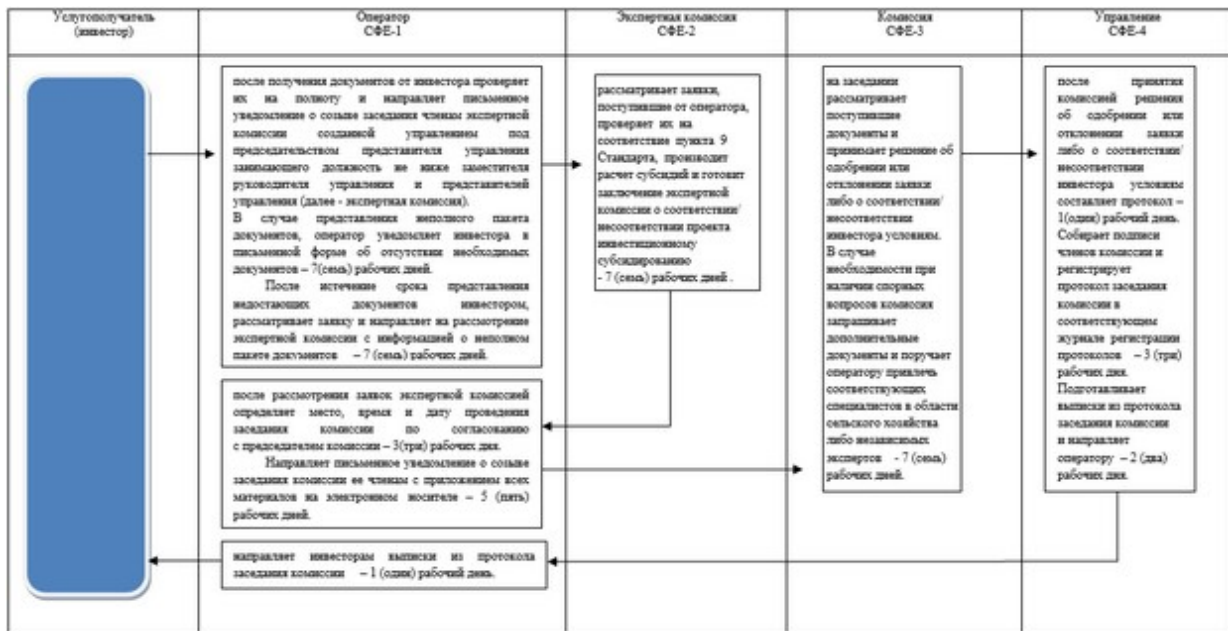 Услугополучатель
(инвестор)
Оператор
СФЕ-1
Экспертная комиссия
СФЕ-2
Комиссия
СФЕ-3
Управление
СФЕ-4
после получения документов от инвестора проверяет
их на полноту и направляет письменное
уведомление о созыве заседания членам экспертной
комиссии созданной управлением под
председательством представителя управления
занимающего должность не ниже заместителя
руководителя управления и представителей
управления (далее - экспертная комиссия).
В случае представления неполного пакета
документов, оператор уведомляет инвестора в
письменной форме об отсутствии необходимых
документов – 7(семь) рабочих дней.
После истечение срока представления
недостающих документов инвестором,
рассматривает заявку и направляет на рассмотрение
экспертной комиссии с информацией о неполном
пакете документов – 7 (семь) рабочих дней.
после рассмотрения заявок экспертной комиссией
определяет место, время и дату проведения
заседания комиссии по согласованию
с председателем комиссии – 3(три) рабочих дня.
Направляет письменное уведомление о созыве
заседания комиссии ее членам с приложением всех
материалов на электронном носителе – 5 (пять)
рабочих дней.
направляет инвесторам выписки из протокола
заседания комиссии – 1 (один) рабочий день.
рассматривает заявки,
поступившие от оператора,
проверяет их на
соответствие пункта 9
Стандарта, производит
расчет субсидий и готовит
заключение экспертной
комиссии о соответствии/
несоответствии проекта
инвестиционному
субсидированию
- 7 (семь) рабочих дней .
на заседании
рассматривает
поступившие
документы и
принимает решение об
одобрении или
отклонении заявки
либо о соответствии/
несоответствии
инвестора условиям.
В случае
необходимости при
наличии спорных
вопросов комиссия
запрашивает
дополнительные
документы и поручает
оператору привлечь
соответствующих
специалистов в области
сельского хозяйства
либо независимых
экспертов - 7 (семь)
рабочих дней.
после принятия
комиссией решения
об одобрении или
отклонении заявки
либо о соответствии/
несоответствии
инвестора условиям
составляет протокол –
1(один) рабочий день.
Собирает подписи
членов комиссии и
регистрирует
протокол заседания
комиссии в
соответствующем
журнале регистрации
протоколов – 3 (три)
рабочих дня.
Подготавливает
выписки из протокола
заседания комиссии
и направляет
оператору – 2 (два)
рабочих дня.